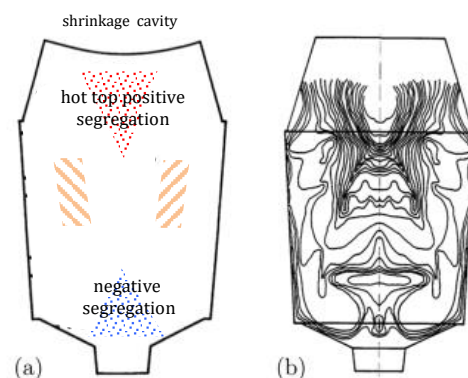 shrinkage cavity
hot top positive
segregation
negative
segregation
(a)
(b)